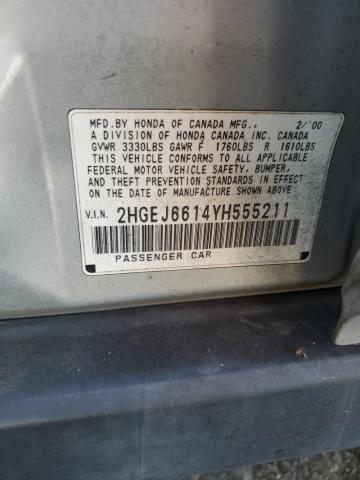 MFD.BY HONDA OF CANADA MFG., 2/'00
A DIVISION OF HONDA CANADA INC. CANADA
GVWR 3330LBS GAWR F 1760LBS R 1610LBS
THIS VEHICLE CONFORMS TO ALL APPLICABLE
FEDERAL MOTOR VEHICLE SAFETY, BUMPER,
AND THEFT PREVENTION STANDARDS IN EFFECT
ON THE DATE OF MANUFACTURE SHOWN ABOVE.
V.I.N. 2HGEJ6614YH555211
PASSENGER CAR